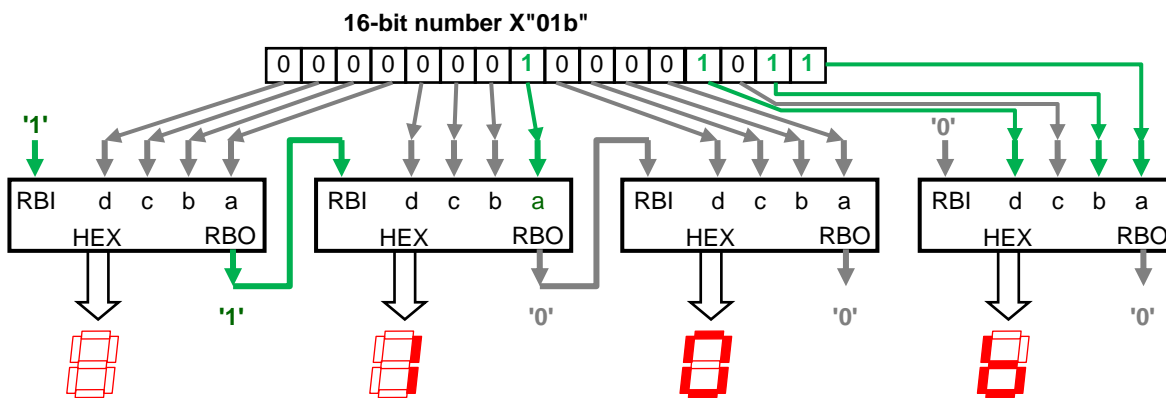 16-bit number X"01b"
0 0 0 0 0 0 0 1 0 0 0 0 1 0 1 1
'1' '0'
RBI d c b a RBI d c b a RBI d c b a RBI d c b a
HEX RBO HEX RBO HEX RBO HEX RBO
'1' '0' '0' '0'
1 0 b